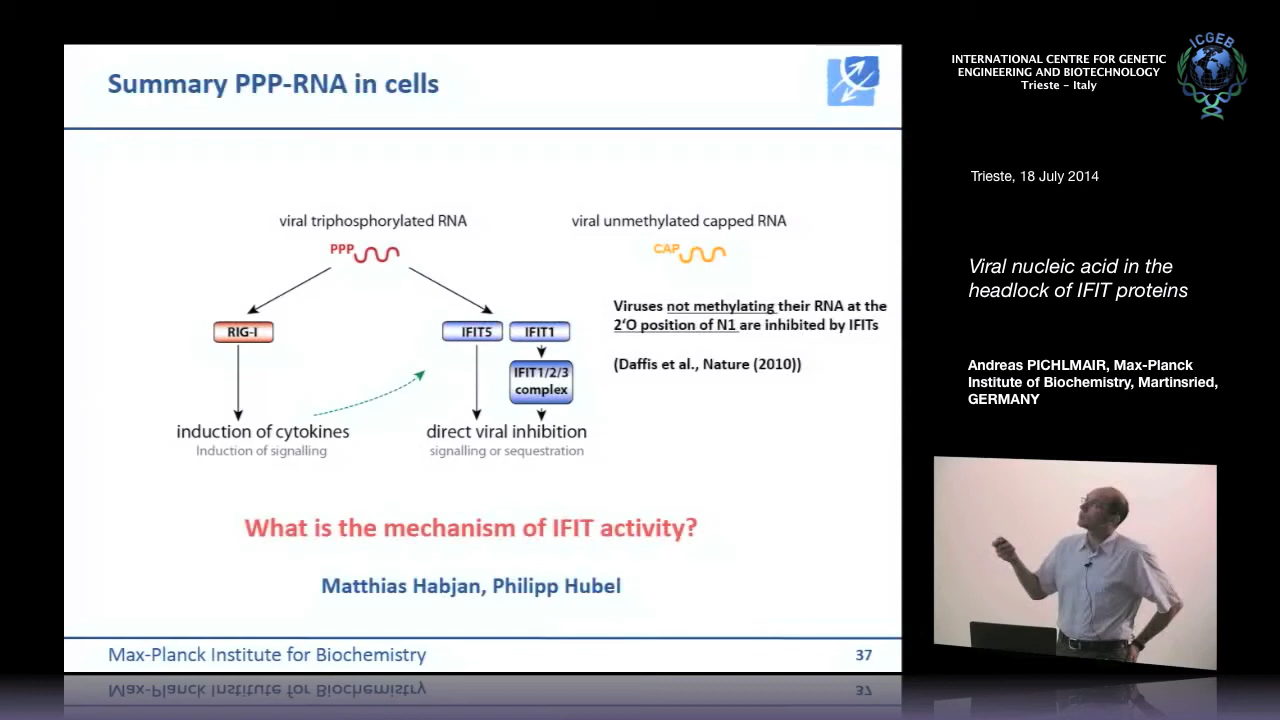 Summary PPP-RNA in cells
viral triphosphorylated RNA
viral unmethylated capped RNA
PPP
CAP
Viruses not methylating their RNA at the
2'O position of N1 are inhibited by IFITs
(Daffis et al., Nature (2010))
RIG-I
IFIT5
IFIT1
IFIT1/2/3
complex
induction of cytokines
Induction of signalling
direct viral inhibition
signalling or sequestration
What is the mechanism of IFIT activity?
Matthias Habjan, Philipp Hubel
Max-Planck Institute for Biochemistry
37
INTERNATIONAL CENTRE FOR GENETIC
ENGINEERING AND BIOTECHNOLOGY
Trieste - Italy
ICGEB
Trieste, 18 July 2014
Viral nucleic acid in the
headlock of IFIT proteins
Andreas PICHLMAIR, Max-Planck
Institute of Biochemistry, Martinsried,
GERMANY